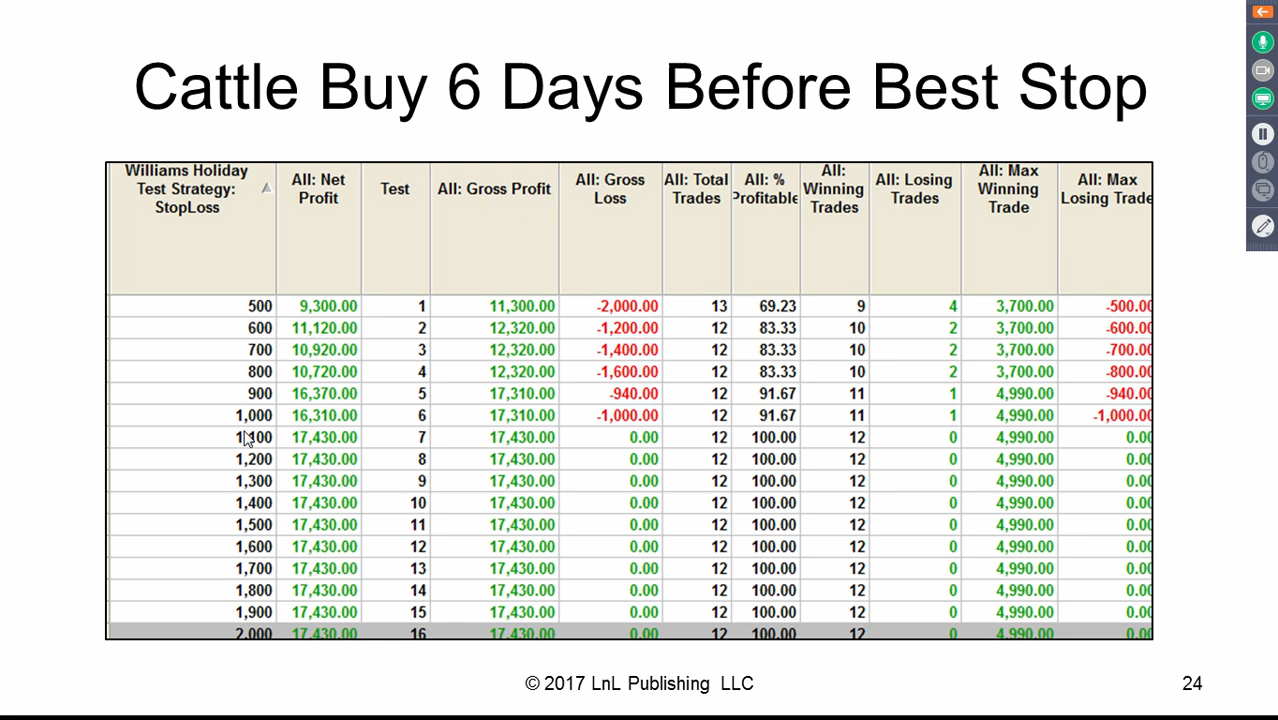 Cattle Buy 6 Days Before Best Stop
Williams Holiday Test Strategy: StopLoss All: Net Profit Test All: Gross Profit All: Gross Loss All: Total Trades All: % Profitable All: Winning Trades All: Losing Trades All: Max Winning Trade All: Max Losing Trade
500 9,300.00 1 11,300.00 -2,000.00 13 69.23 9 4 3,700.00 -500.00
600 11,120.00 2 12,320.00 -1,200.00 12 83.33 10 2 3,700.00 -600.00
700 10,920.00 3 12,320.00 -1,400.00 12 83.33 10 2 3,700.00 -700.00
800 10,720.00 4 12,320.00 -1,600.00 12 83.33 10 2 3,700.00 -800.00
900 16,370.00 5 17,310.00 -940.00 12 91.67 11 1 4,990.00 -940.00
1,000 16,310.00 6 17,310.00 -1,000.00 12 91.67 11 1 4,990.00 -1,000.00
1,100 17,430.00 7 17,430.00 0.00 12 100.00 12 0 4,990.00 0.00
1,200 17,430.00 8 17,430.00 0.00 12 100.00 12 0 4,990.00 0.00
1,300 17,430.00 9 17,430.00 0.00 12 100.00 12 0 4,990.00 0.00
1,400 17,430.00 10 17,430.00 0.00 12 100.00 12 0 4,990.00 0.00
1,500 17,430.00 11 17,430.00 0.00 12 100.00 12 0 4,990.00 0.00
1,600 17,430.00 12 17,430.00 0.00 12 100.00 12 0 4,990.00 0.00
1,700 17,430.00 13 17,430.00 0.00 12 100.00 12 0 4,990.00 0.00
1,800 17,430.00 14 17,430.00 0.00 12 100.00 12 0 4,990.00 0.00
1,900 17,430.00 15 17,430.00 0.00 12 100.00 12 0 4,990.00 0.00
2,000 17,430.00 16 17,430.00 0.00 12 100.00 12 0 4,990.00 0.00
© 2017 LnL Publishing LLC
24